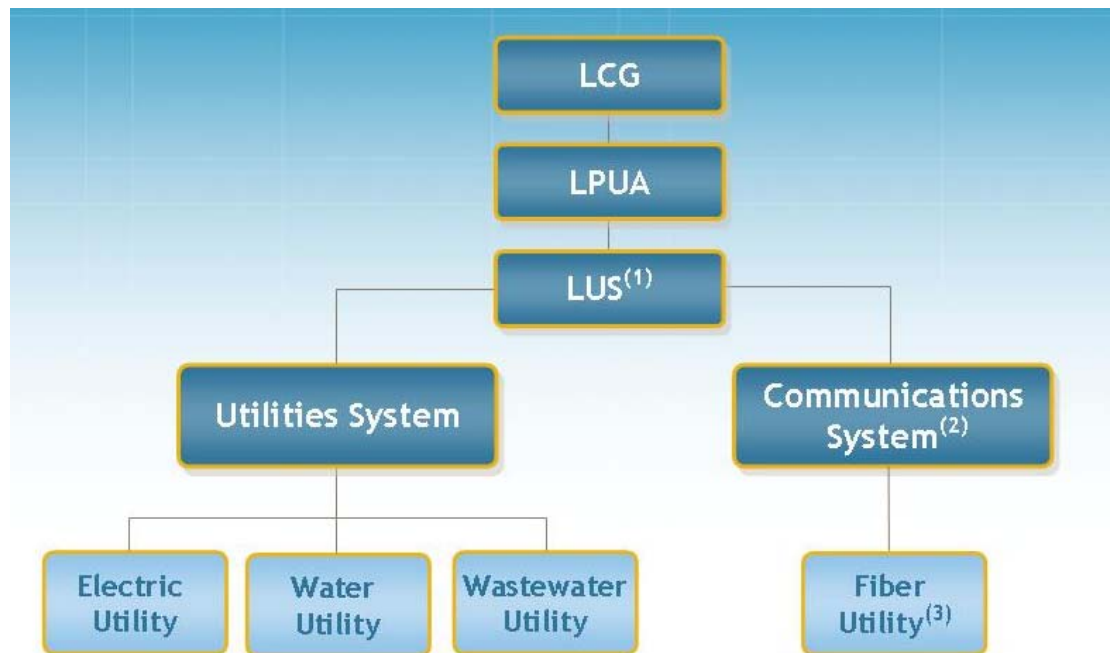 LCG
LPUA
LUS(1)
Utilities System
Communications
System(2)
Electric
Utility
Water
Utility
Wastewater
Utility
Fiber
Utility(3)